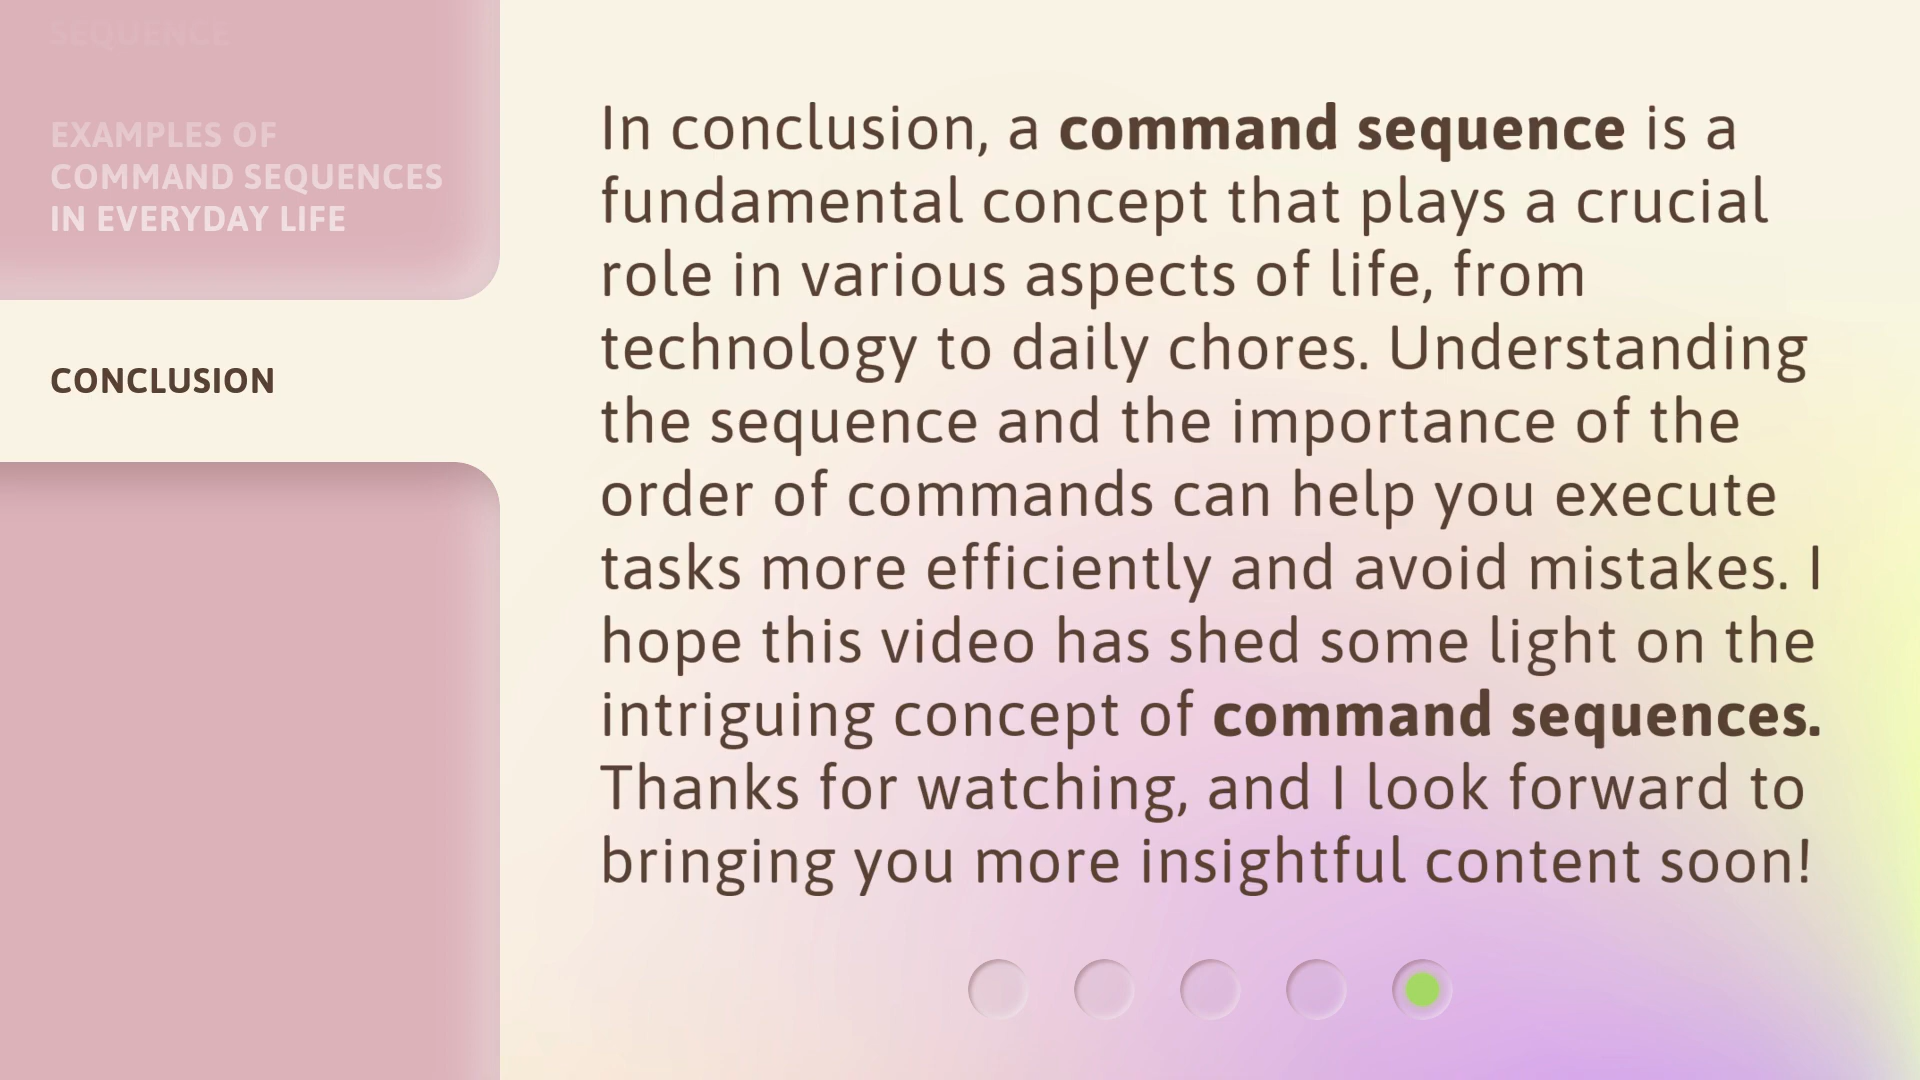 SEQUENCE
EXAMPLES OF
COMMAND SEQUENCES
IN EVERYDAY LIFE
CONCLUSION
In conclusion, a command sequence is a
fundamental concept that plays a crucial
role in various aspects of life, from
technology to daily chores. Understanding
the sequence and the importance of the
order of commands can help you execute
tasks more efficiently and avoid mistakes. I
hope this video has shed some light on the
intriguing concept of command sequences.
Thanks for watching, and I look forward to
bringing you more insightful content soon!